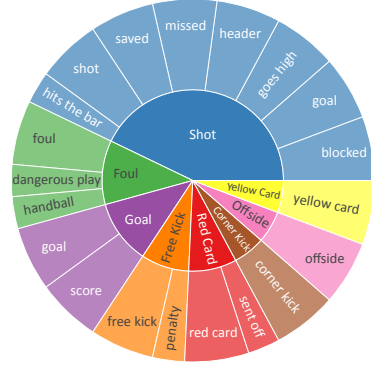 missed
saved
header
shot
goes high
hits the bar
goal
Shot
foul
blocked
Foul
dangerous play
Yellow Card
yellow card
handball
Offside
Goal
Free Kick
Red Card
Corner Kick
goal
offside
corner kick
score
free kick
penalty
red card
sent off